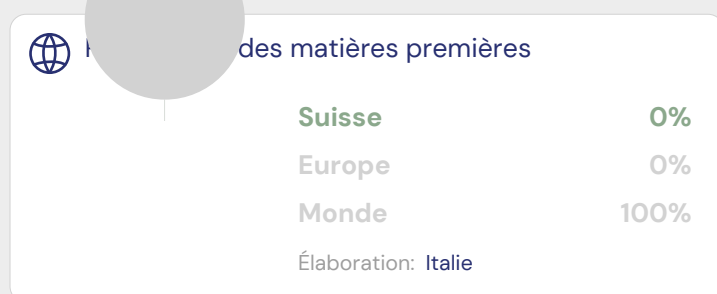 des matières premières
Suisse 0%
Europe 0%
Monde 100%
Élaboration: Italie